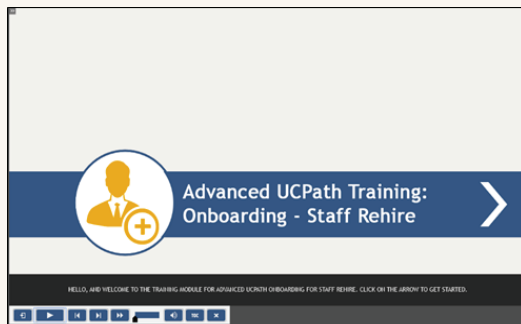 Advanced UCPath Training:
Onboarding - Staff Rehire
HELLO, AND WELCOME TO THE TRAINING MODULE FOR ADVANCED UCPATH ONBOARDING FOR STAFF REHIRE. CLICK ON THE ARROW TO GET STARTED.